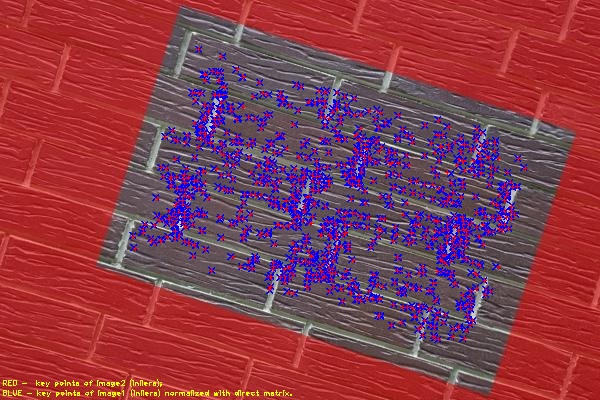 RED - key points of image2 (inliers);
BLUE - key points of image1 (inliers) normalized with direct matrix.